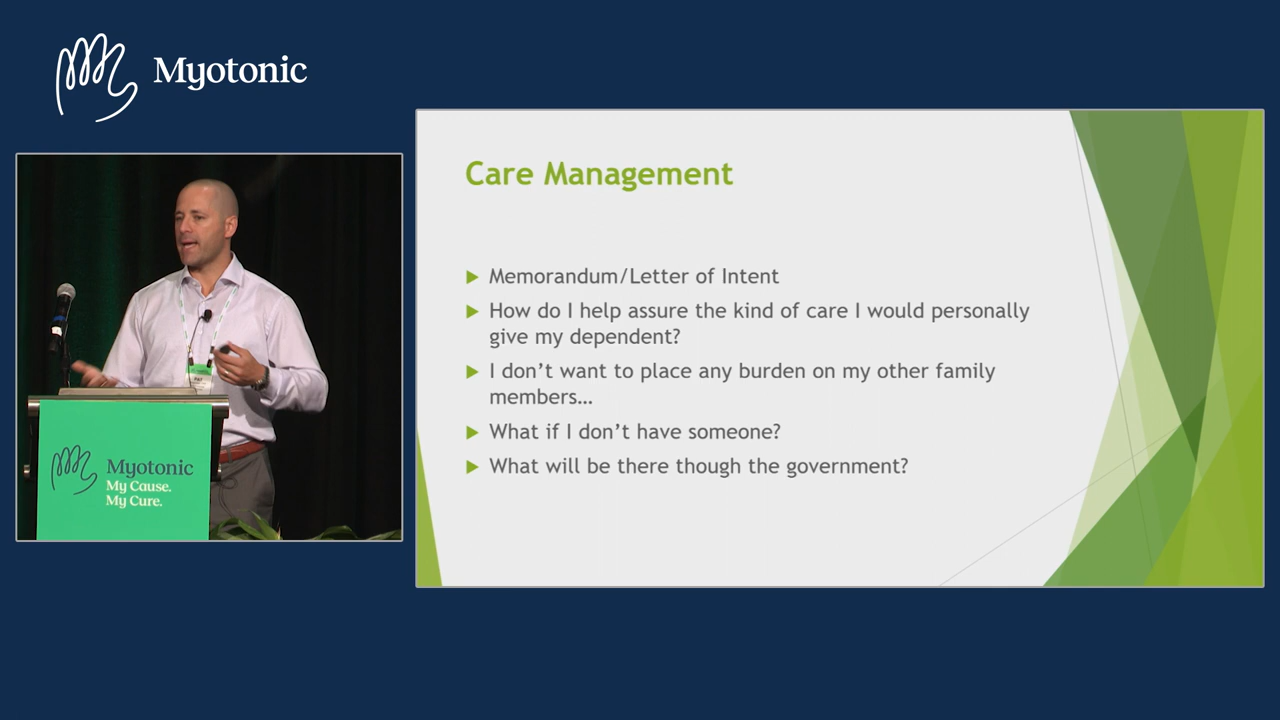 Myotonic
Care Management
Memorandum/Letter of Intent
How do I help assure the kind of care I would personally
give my dependent?
I don't want to place any burden on my other family
members...
What if I don't have someone?
What will be there though the government?
Myotonic
My Cause.
My Cure.